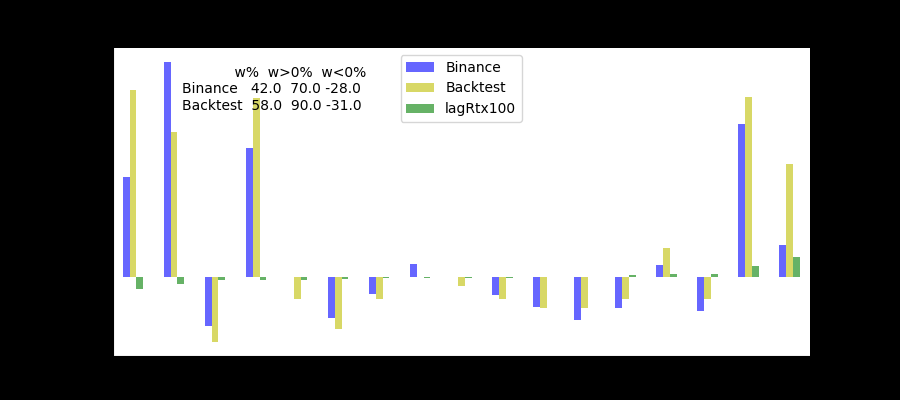 w% w>0% w<0%
Binance 42.0 70.0 -28.0
Backtest 58.0 90.0 -31.0
Binance
Backtest
lagRtx100